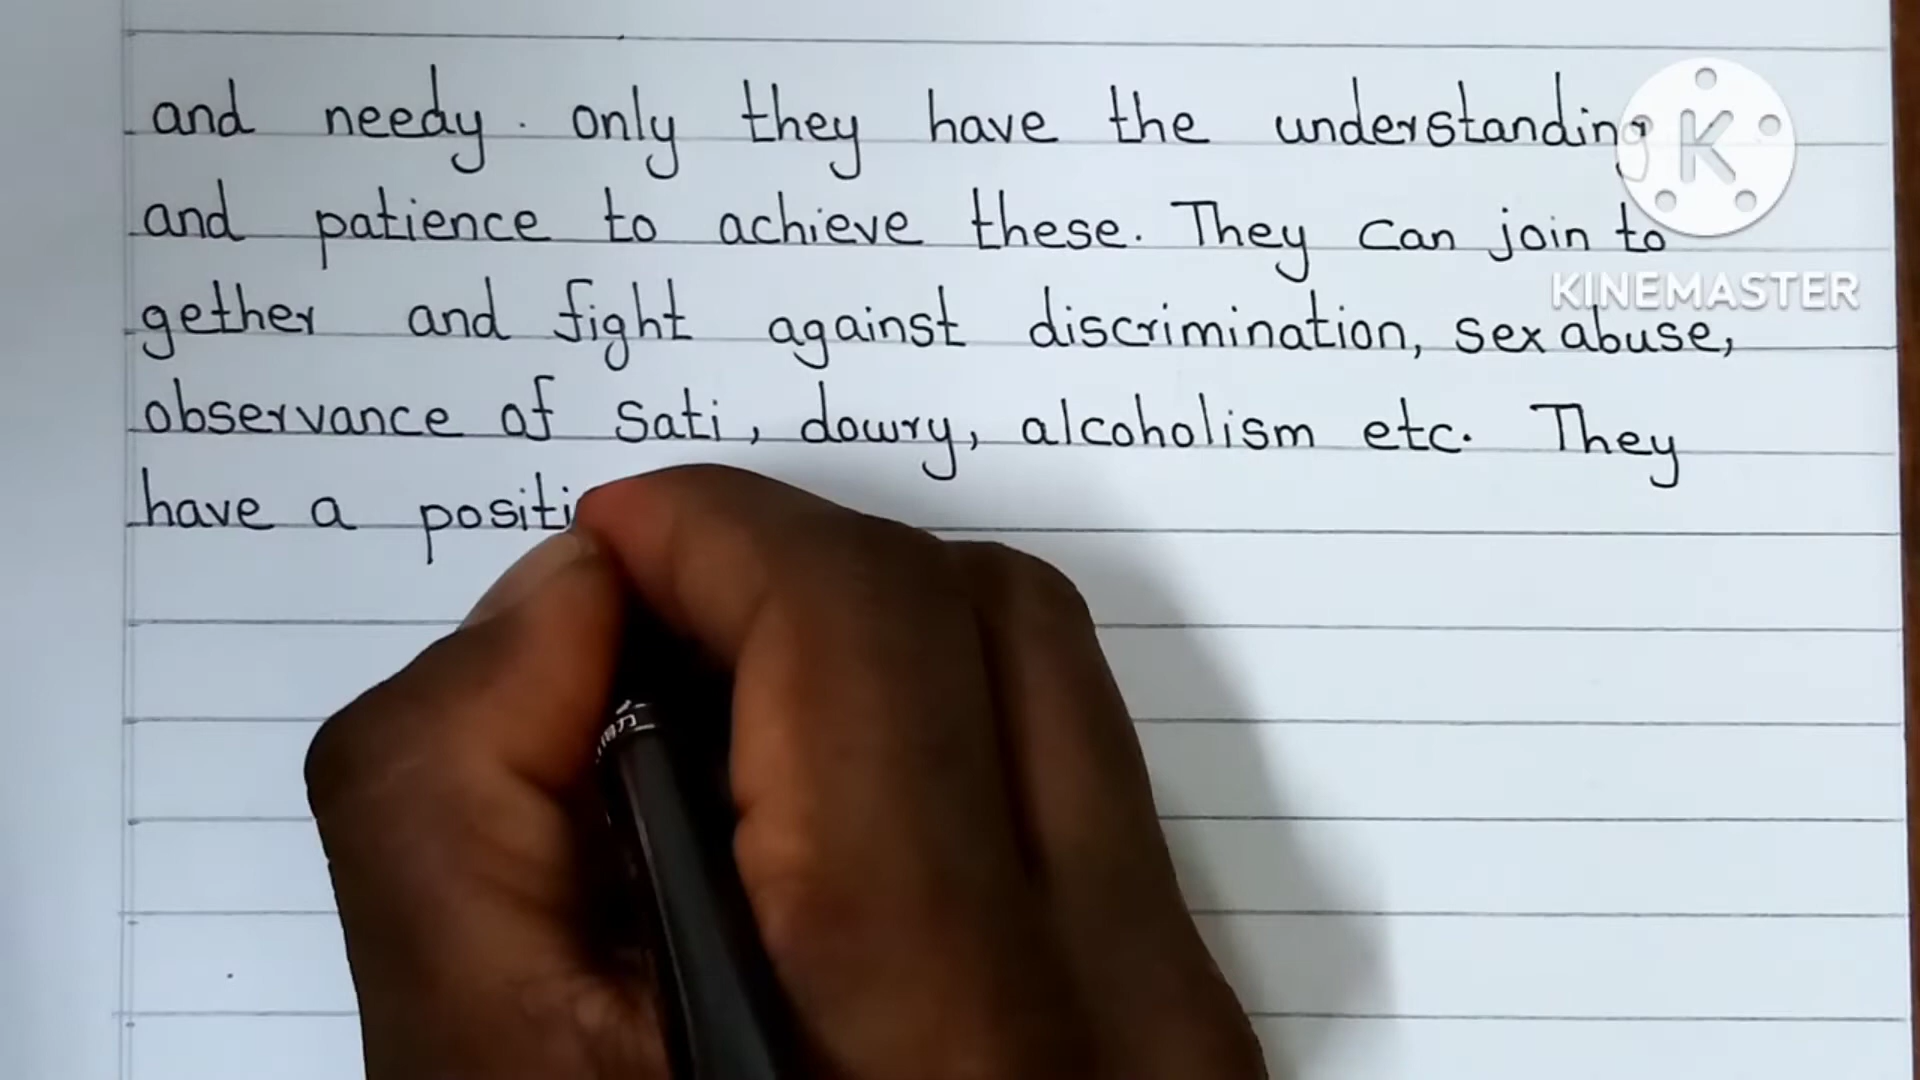 and needy. only they have the understanding
and patience to achieve these. They can join to
KINEMASTER
gether and fight against discrimination, sex abuse,
observance of Sati, dowry, alcoholism etc. They
have a positi